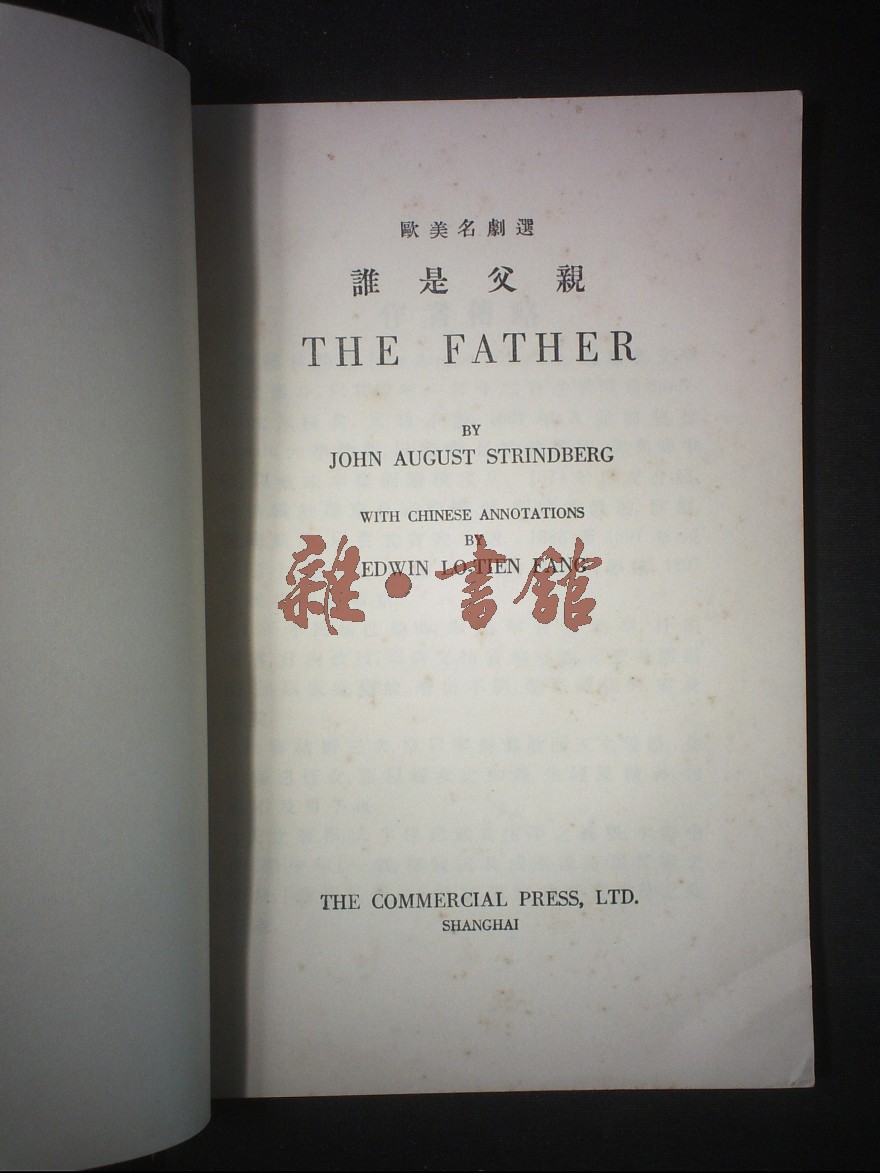 歐美名劇選
誰是父親
THE FATHER
BY
JOHN AUGUST STRINDBERG
WITH CHINESE ANNOTATIONS
BY
EDWIN LO-TIEN FANG
雜·書館
THE COMMERCIAL PRESS, LTD.
SHANGHAI